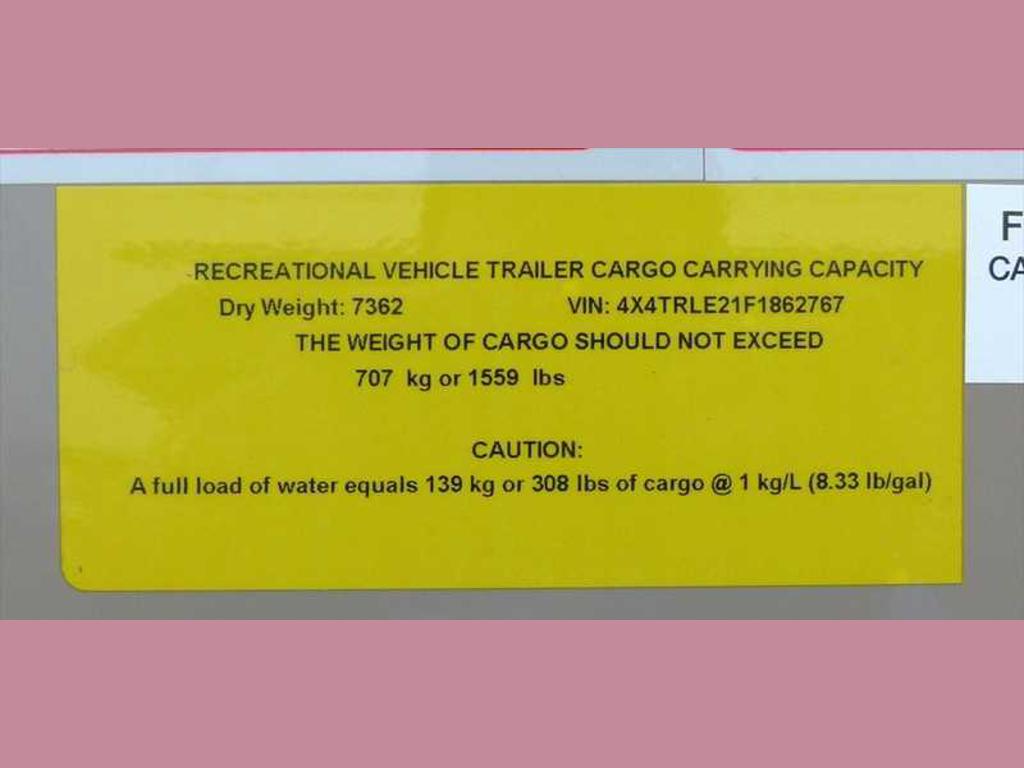 RECREATIONAL VEHICLE TRAILER CARGO CARRYING CAPACITY
Dry Weight: 7362 VIN: 4X4TRLE21F1862767
THE WEIGHT OF CARGO SHOULD NOT EXCEED
707 kg or 1559 lbs
CAUTION:
A full load of water equals 139 kg or 308 lbs of cargo @ 1 kg/L (8.33 lb/gal)